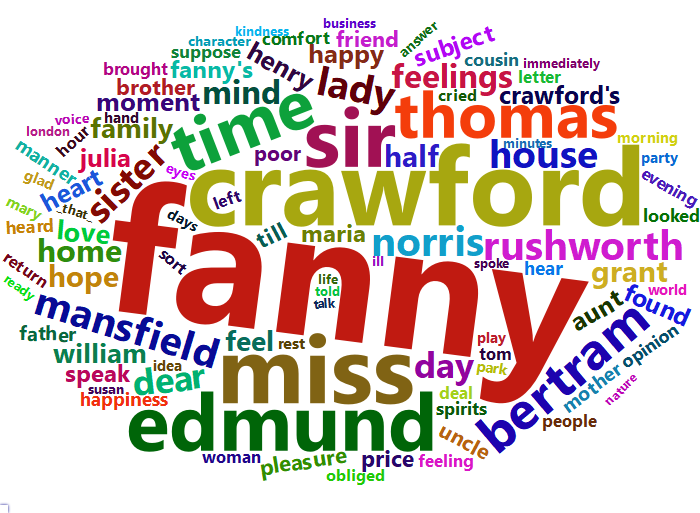 business
kindness
answer
character
comfort
friend
subject
suppose
henry
happy
cousin
immediately
brought
fanny's
lady
feelings
letter
brother
mind
cried
crawford's
moment
time
sir
thomas
voice
hand
family
london
hour
poor
half
house
minutes
morning
manner
julia
sister
crawford
party
glad
heart
eyes
evening
mary
_that_
left
looked
heard
love
days
till
maria
norris
rushworth
home
fanny
return
hope
sort
ill
spoke
hear
grant
world
ready
life
told
talk
aunt
found
mansfield
father
feel
rest
play
tom
bertram
opinion
william
miss
day
park
mother
speak
idea
dear
susan
deal
nature
happiness
edmund
spirits
people
uncle
woman
pleasure
price
feeling
obliged